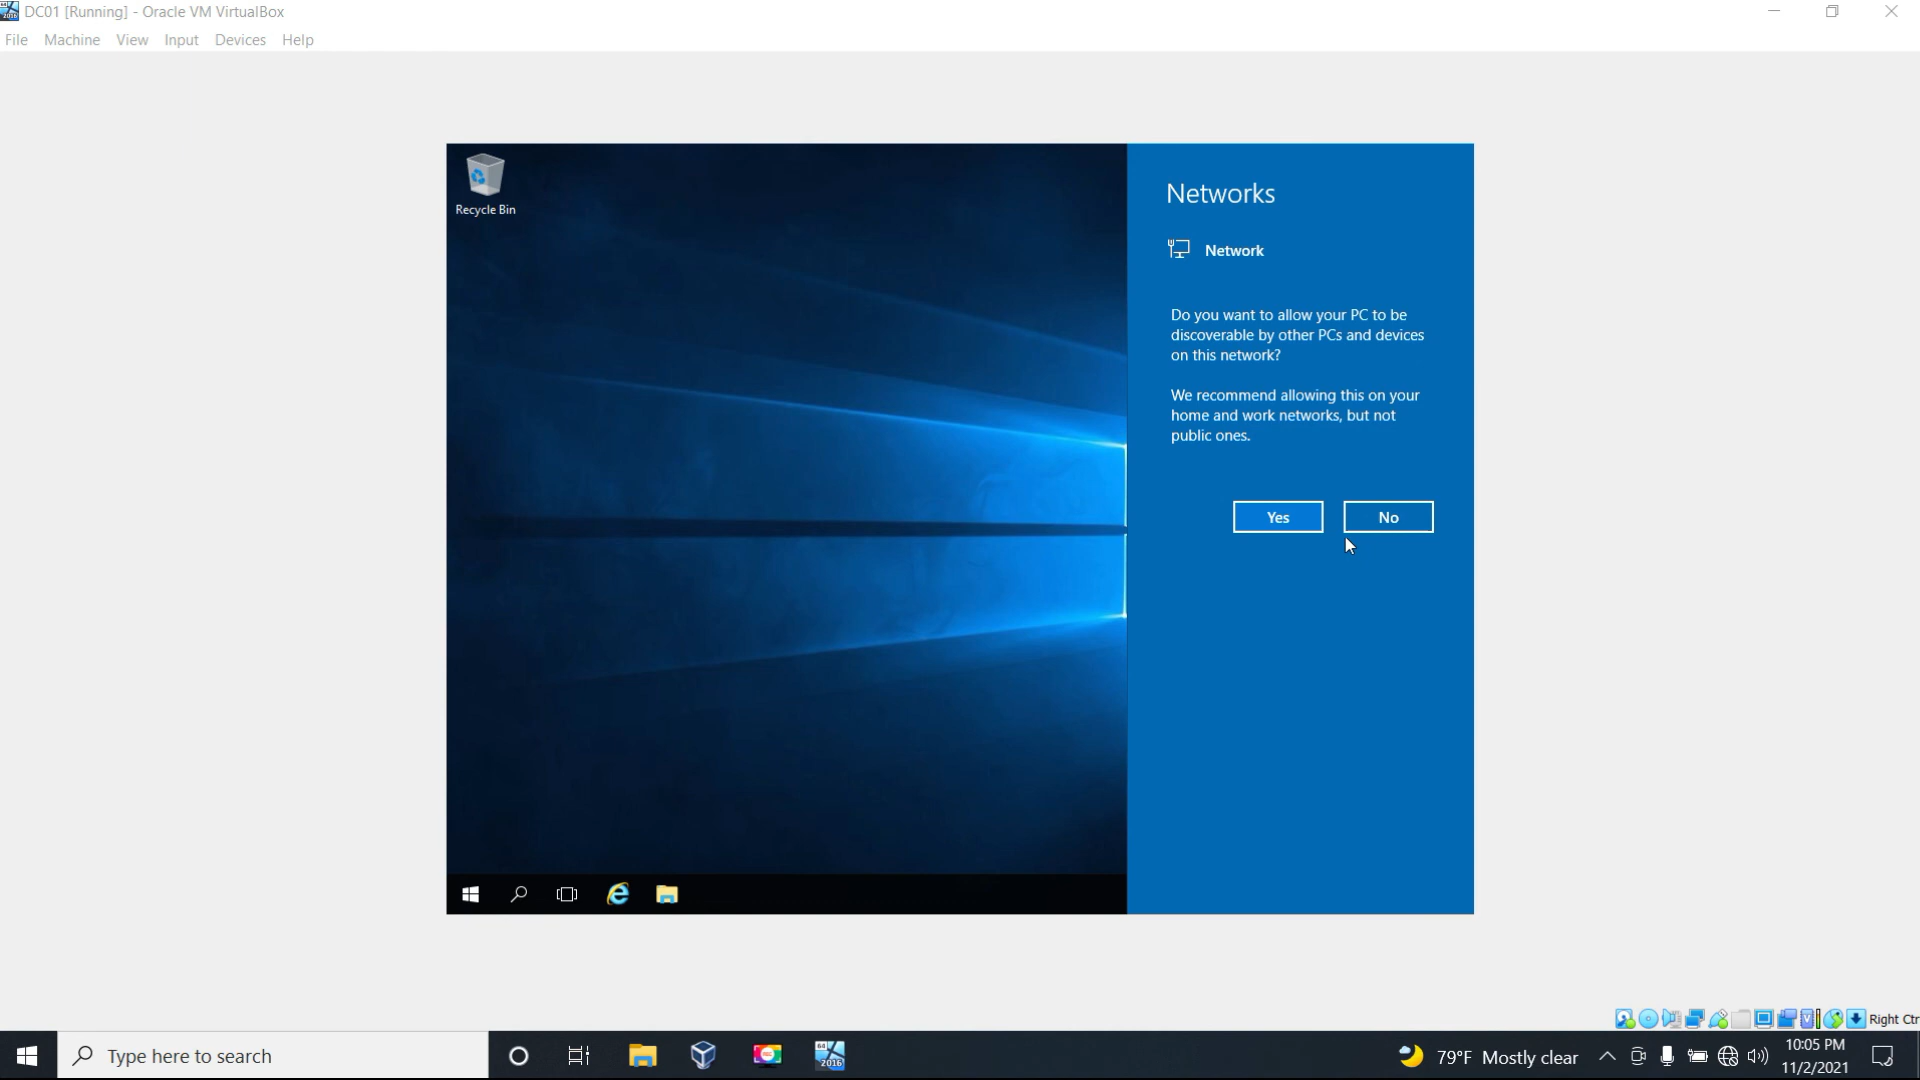 DC01 [Running] - Oracle VM VirtualBox
File Machine View Input Devices Help
Recycle Bin
Networks
Network
Do you want to allow your PC to be
discoverable by other PCs and devices
on this network?
We recommend allowing this on your
home and work networks, but not
public ones.
Yes No
Right Ctr
Type here to search
64
2016
79°F Mostly clear
10:05 PM
11/2/2021